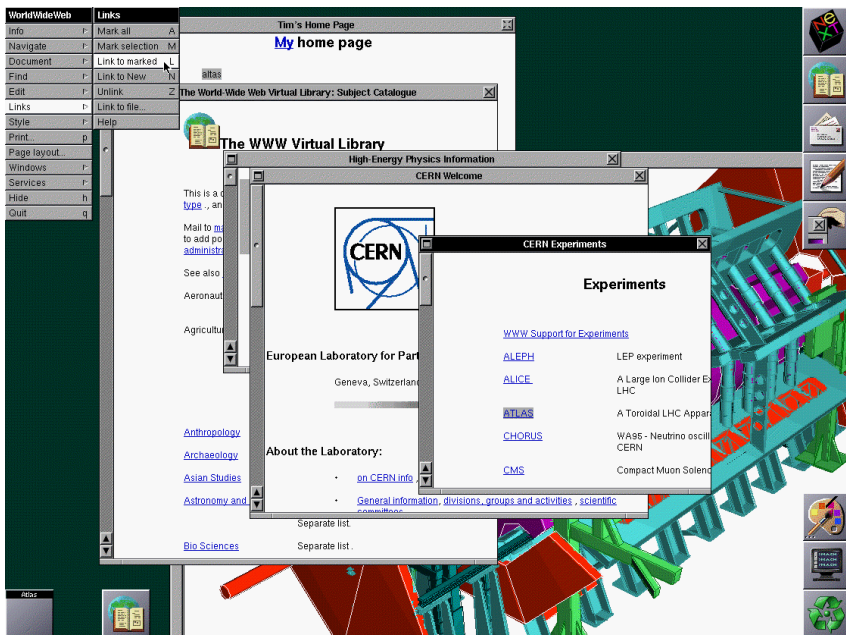 WorldWideWeb
Info
Navigate
Document
Find
Edit
Links
Style
Print... p
Page layout...
Windows
Services
Hide h
Quit q
Links
Mark all A
Mark selection M
Link to marked L
Link to New N
Unlink Z
Link to file...
Help
Tim's Home Page
My home page
atlas
The World-Wide Web Virtual Library: Subject Catalogue
The WWW Virtual Library
This is a
type ., an
Mail to
to add po
administr
See also
Aeronaut
Agricultur
Anthropology
Archaeology
Asian Studies
Astronomy and
Separate list.
Bio Sciences Separate list .
High-Energy Physics Information
CERN Welcome
CERN
European Laboratory for Part
Geneva, Switzerland
About the Laboratory:
• on CERN info ,
• General information, divisions, groups and activities , scientific
committees
CERN Experiments
Experiments
WWW Support for Experiments
ALEPH LEP experiment
ALICE A Large Ion Collider Ex
LHC
ATLAS A Toroidal LHC Appar
CHORUS WA95 - Neutrino oscill
CERN
CMS Compact Muon Soleno
Atlas
NeXT